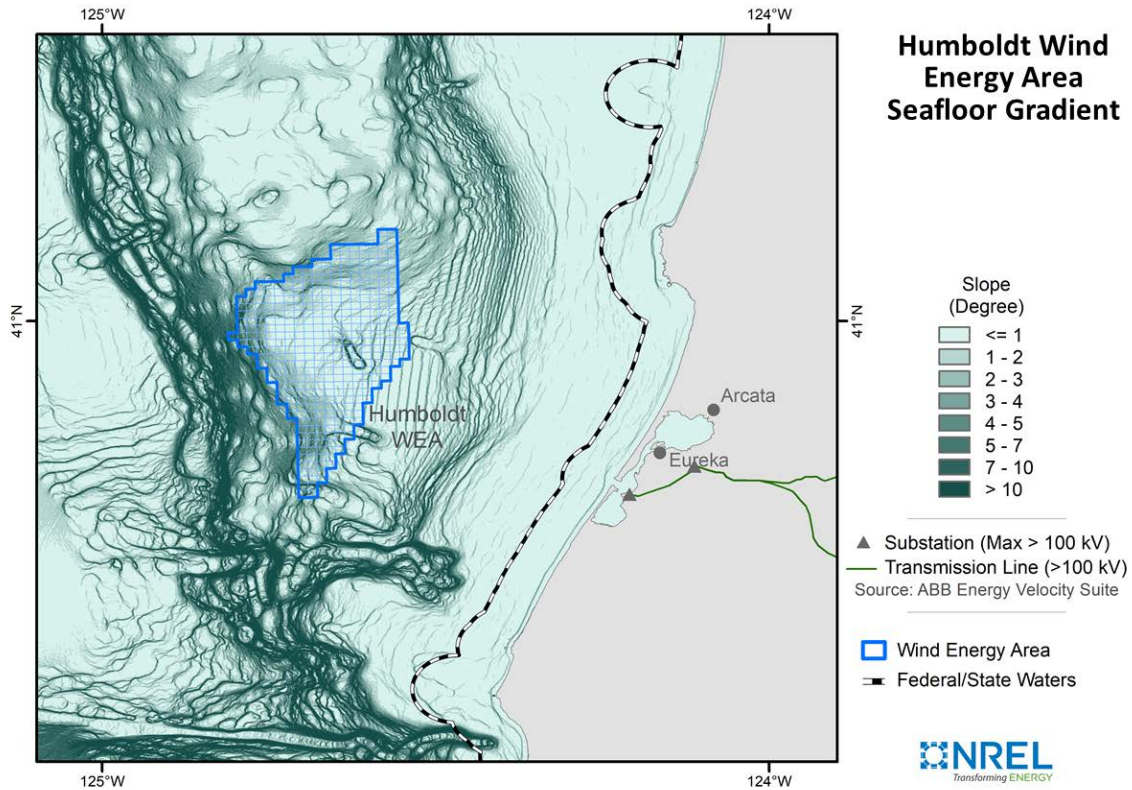 125°W
124°W
Humboldt Wind
Energy Area
Seafloor Gradient
41°N
41°N
Humboldt
WEA
Arcata
Eureka
Slope
(Degree)
<= 1
1 - 2
2 - 3
3 - 4
4 - 5
5 - 7
7 - 10
> 10
Substation (Max > 100 kV)
Transmission Line (>100 kV)
Source: ABB Energy Velocity Suite
Wind Energy Area
Federal/State Waters
NREL
Transforming ENERGY
125°W
124°W